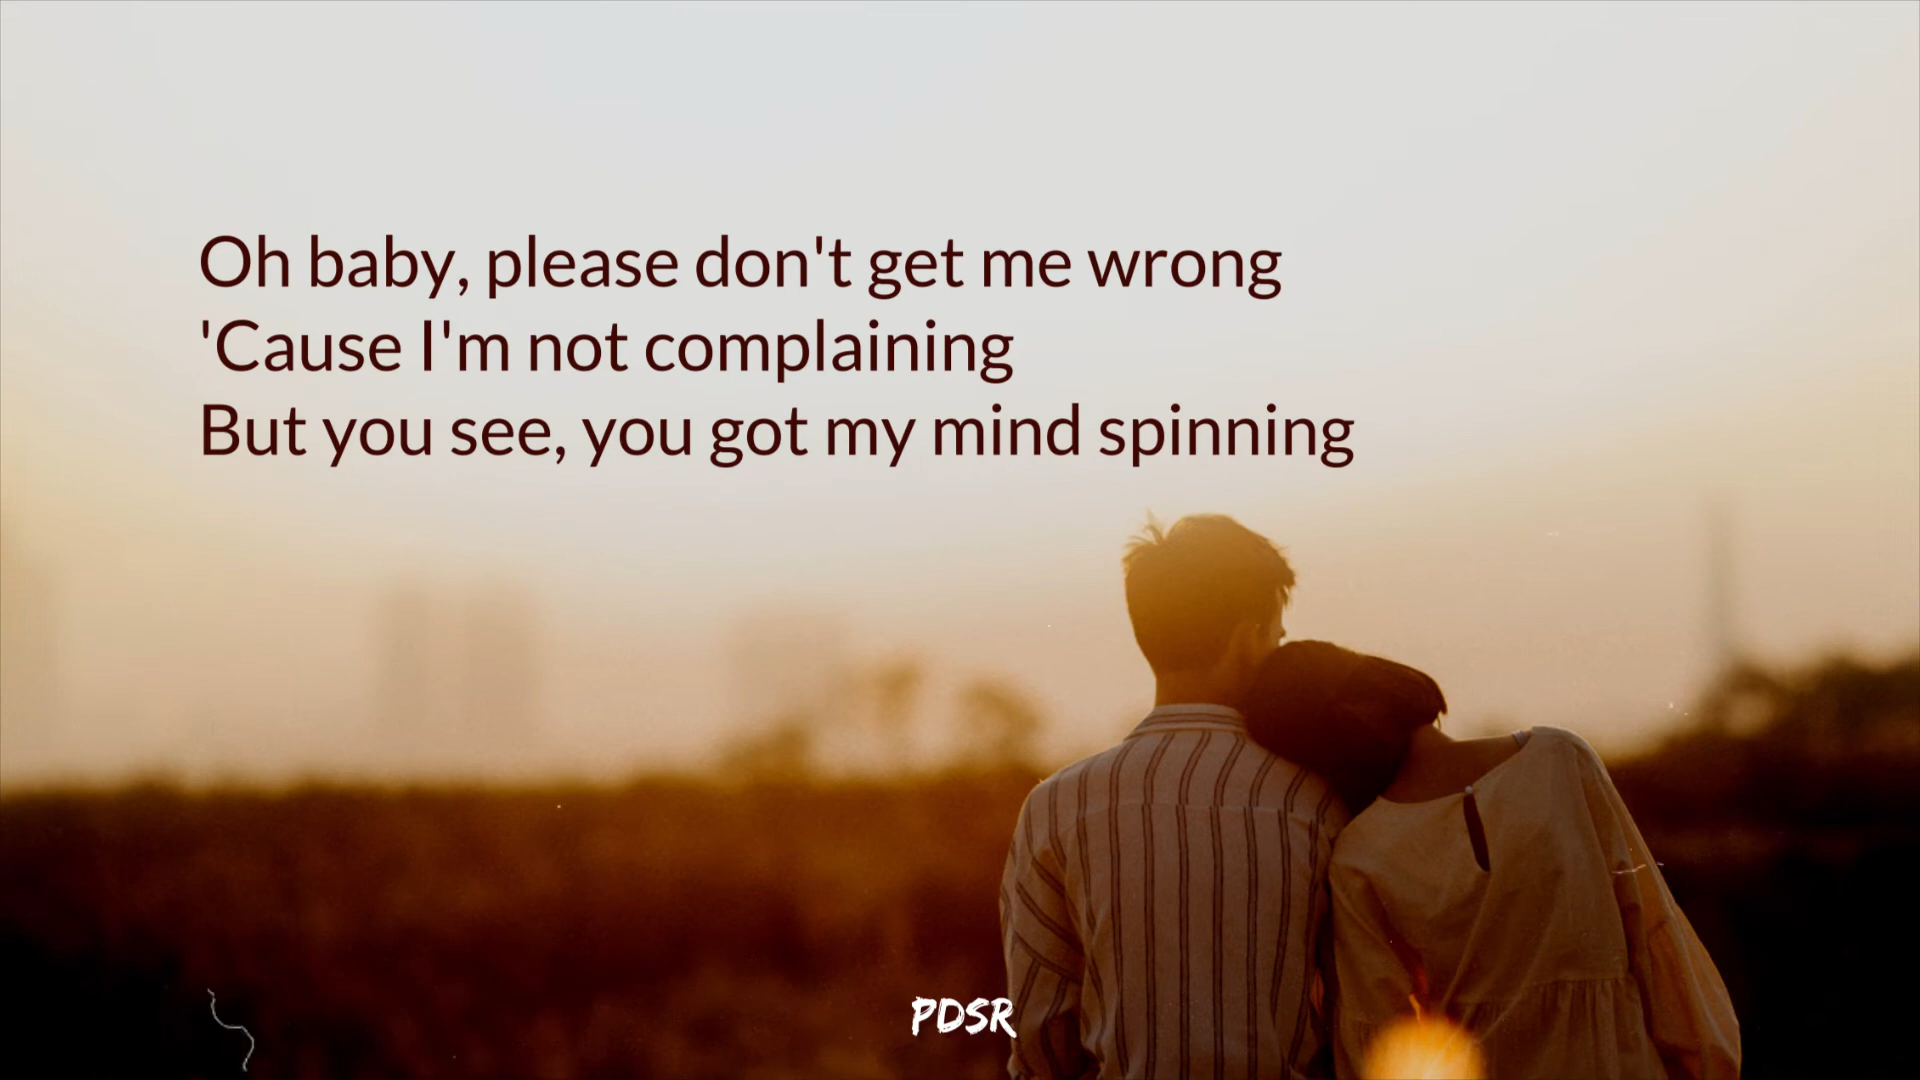 Oh baby, please don't get me wrong
'Cause I'm not complaining
But you see, you got my mind spinning
PDSR